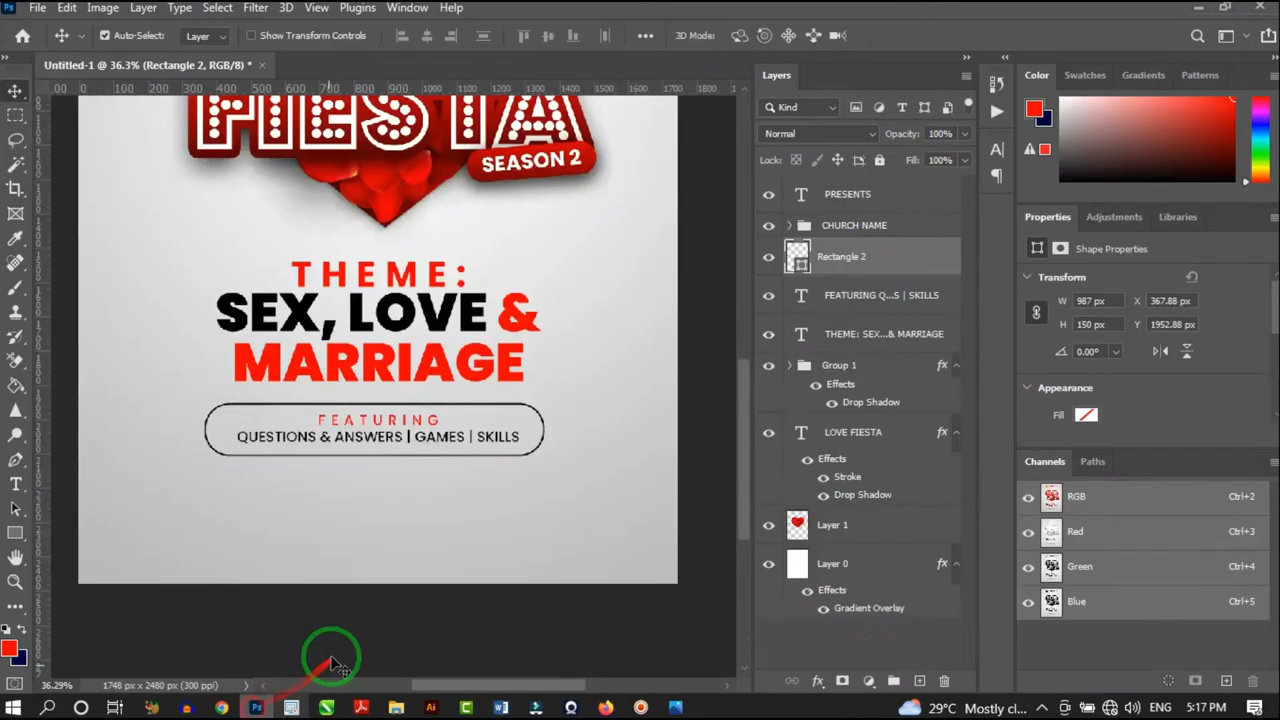 File Edit Image Layer Type Select Filter 3D View Plugins Window Help
Auto-Select: Layer Show Transform Controls 3D Mode:
Untitled-1 @ 36.3% (Rectangle 2, RGB/8) *
FIESTA
SEASON 2
THEME:
SEX, LOVE &
MARRIAGE
FEATURING
QUESTIONS & ANSWERS | GAMES | SKILLS
36.29% 1748 px x 2480 px (300 ppi)
Layers
Kind
Normal Opacity: 100%
Lock: Fill: 100%
PRESENTS
CHURCH NAME
Rectangle 2
FEATURING Q...S | SKILLS
THEME: SEX...& MARRIAGE
Group 1 fx
Effects
Drop Shadow
LOVE FIESTA fx
Effects
Stroke
Drop Shadow
Layer 1
Layer 0 fx
Effects
Gradient Overlay
Color Swatches Gradients Patterns
Properties Adjustments Libraries
Shape Properties
Transform
W 987 px X 367.88 px
H 150 px Y 1952.88 px
0.00°
Appearance
Fill
Channels Paths
RGB Ctrl+2
Red Ctrl+3
Green Ctrl+4
Blue Ctrl+5
29°C Mostly cl... ENG 5:17 PM